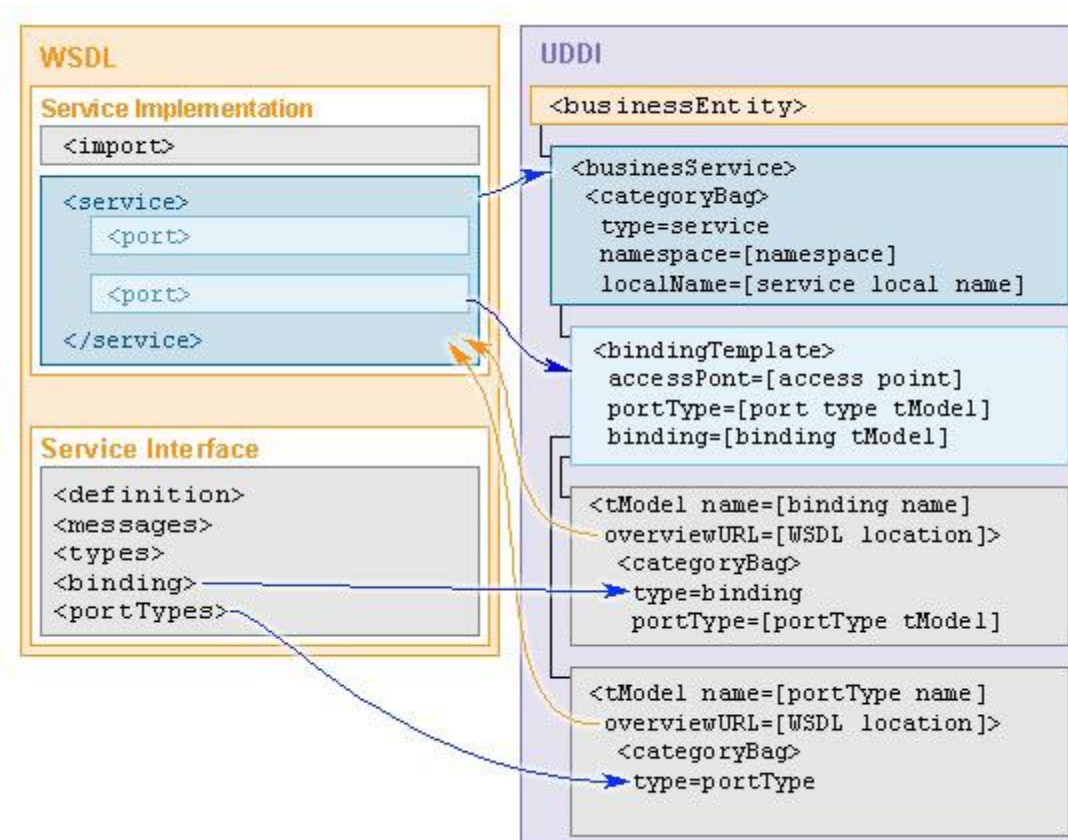 WSDL
Service Implementation
<import>
<service>
<port>
<port>
</service>
Service Interface
<definition>
<messages>
<types>
<binding>
<portTypes>
UDDI
<businessEntity>
<businesService>
<categoryBag>
type=service
namespace=[namespace]
localName=[service local name]
<bindingTemplate>
accessPont=[access point]
portType=[port type tModel]
binding=[binding tModel]
<tModel name=[binding name]
overviewURL=[WSDL location]>
<categoryBag>
type=binding
portType=[portType tModel]
<tModel name=[portType name]
overviewURL=[WSDL location]>
<categoryBag>
type=portType